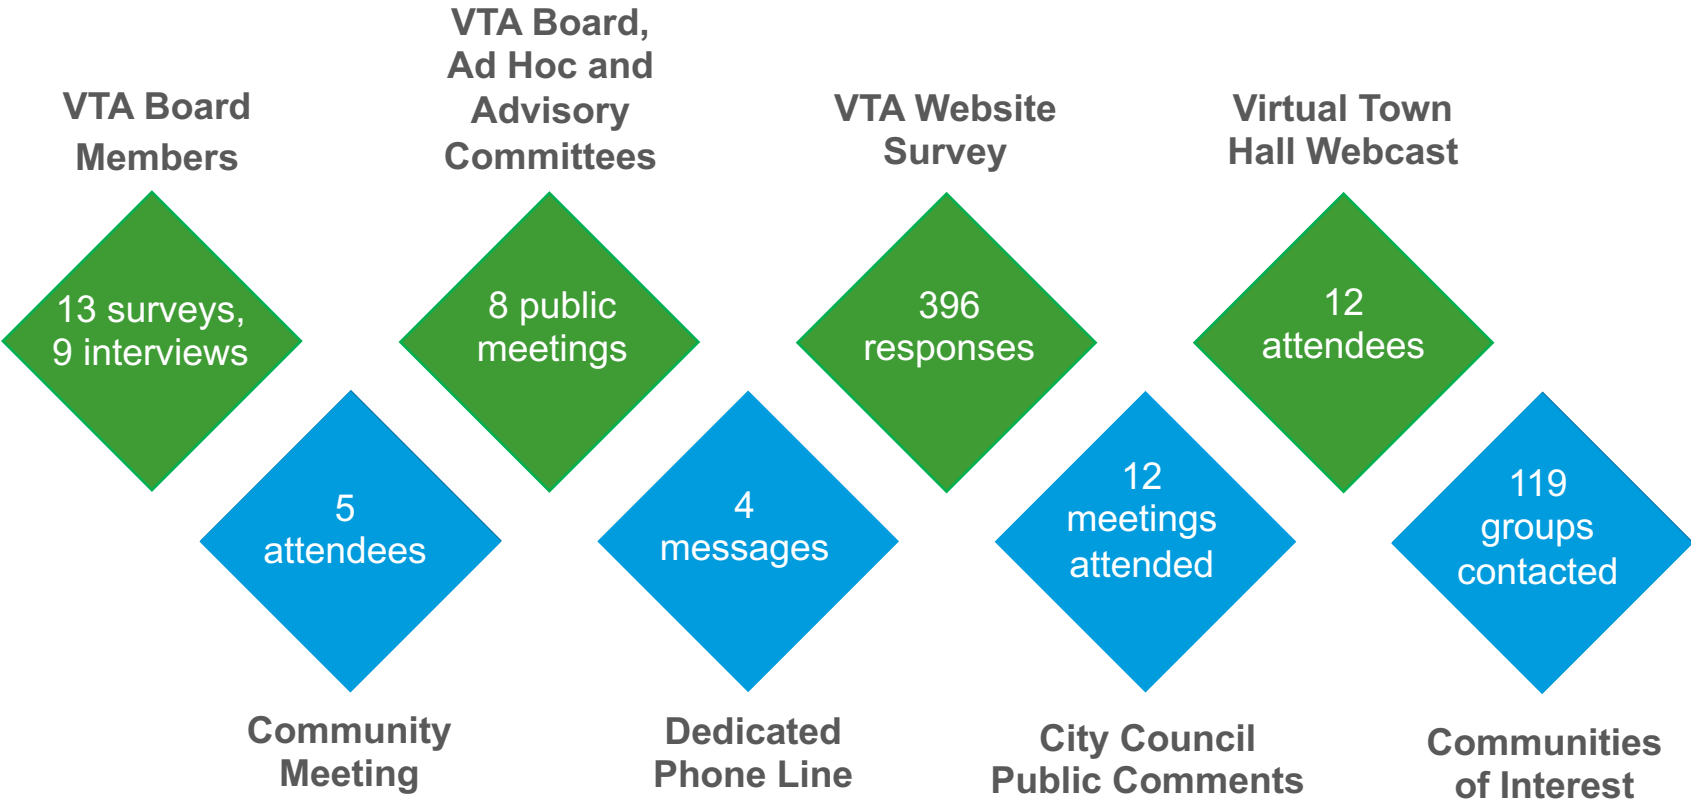 VTA Board
Members
13 surveys,
9 interviews
VTA Board,
Ad Hoc and
Advisory
Committees
8 public
meetings
VTA Website
Survey
396
responses
Virtual Town
Hall Webcast
12
attendees
5
attendees
Community
Meeting
4
messages
Dedicated
Phone Line
12
meetings
attended
City Council
Public Comments
119
groups
contacted
Communities
of Interest